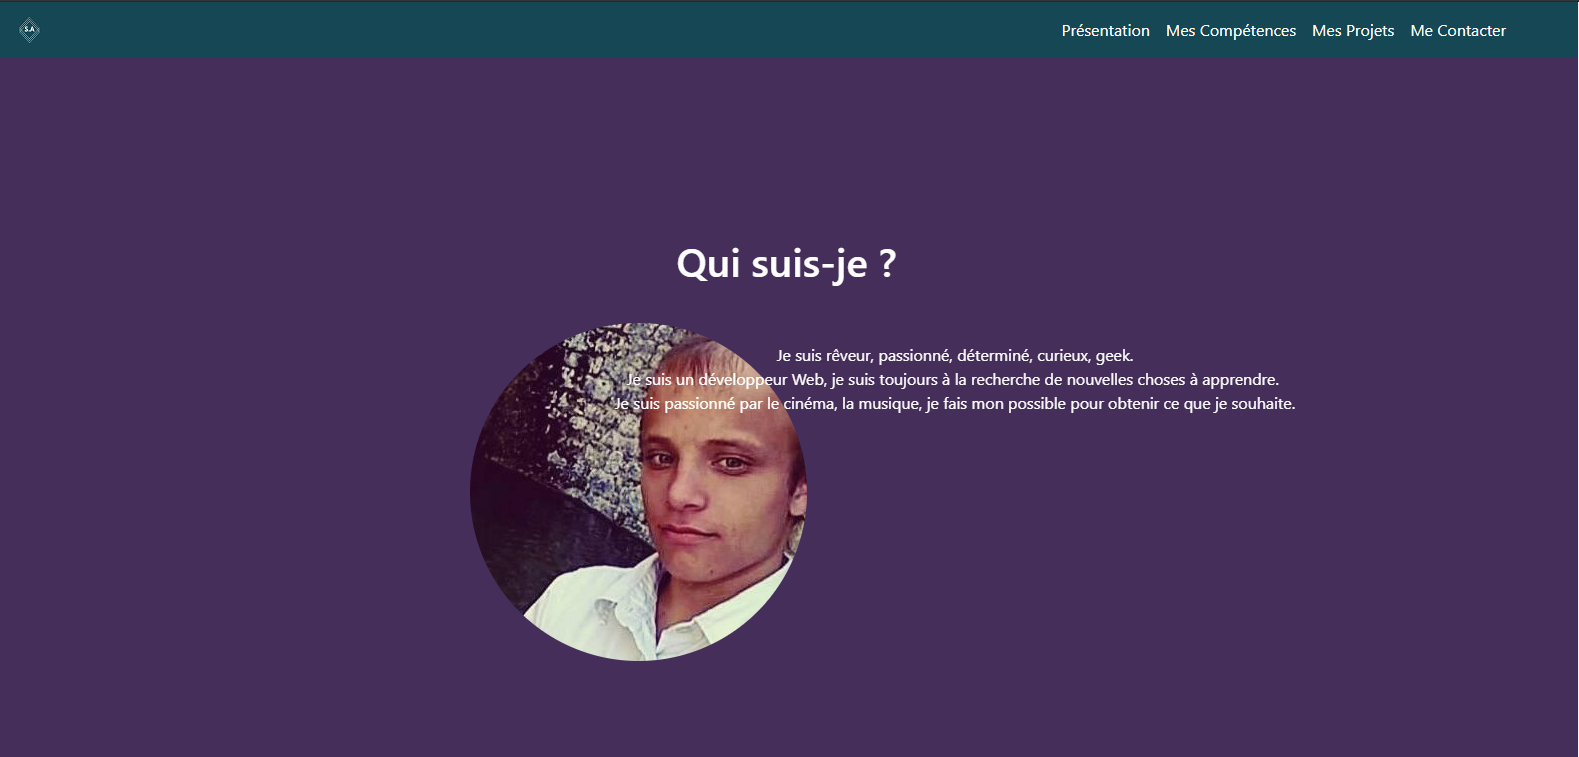 S.A
Présentation Mes Compétences Mes Projets Me Contacter
Qui suis-je ?
Je suis rêveur, passionné, déterminé, curieux, geek.
Je suis un développeur Web, je suis toujours à la recherche de nouvelles choses à apprendre.
Je suis passionné par le cinéma, la musique, je fais mon possible pour obtenir ce que je souhaite.